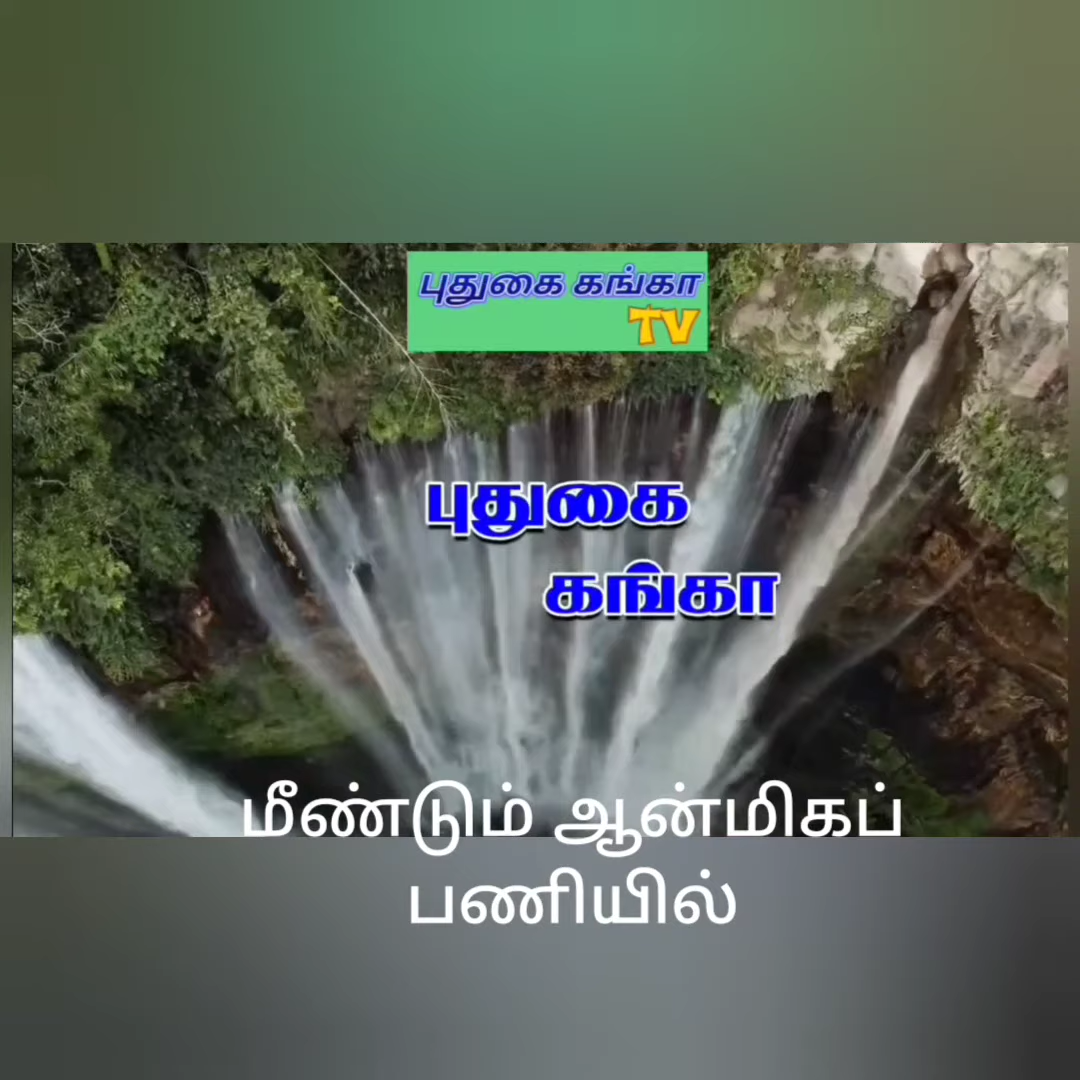 புதுகை கங்கா
TV
புதுகை
கங்கா
மீண்டும் ஆன்மிகப்
பணியில்